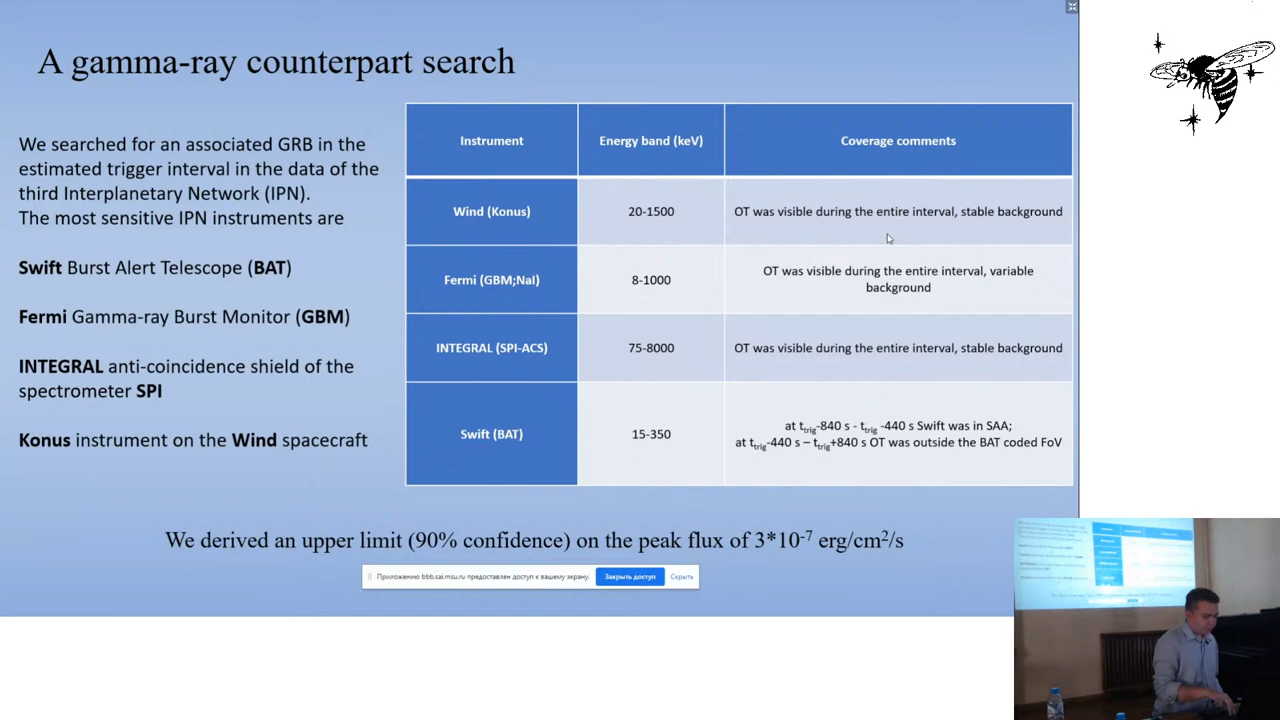 A gamma-ray counterpart search
We searched for an associated GRB in the
estimated trigger interval in the data of the
third Interplanetary Network (IPN).
The most sensitive IPN instruments are
Swift Burst Alert Telescope (BAT)
Fermi Gamma-ray Burst Monitor (GBM)
INTEGRAL anti-coincidence shield of the
spectrometer SPI
Konus instrument on the Wind spacecraft
Instrument Energy band (keV) Coverage comments
Wind (Konus) 20-1500 OT was visible during the entire interval, stable background
Fermi (GBM;NaI) 8-1000 OT was visible during the entire interval, variable
background
INTEGRAL (SPI-ACS) 75-8000 OT was visible during the entire interval, stable background
Swift (BAT) 15-350 at t_trig-840 s - t_trig -440 s Swift was in SAA;
at t_trig-440 s – t_trig+840 s OT was outside the BAT coded FoV
We derived an upper limit (90% confidence) on the peak flux of 3*10^-7 erg/cm^2/s
Приложению bbb.sai.msu.ru предоставлен доступ к вашему экрану. Закрыть доступ Скрыть